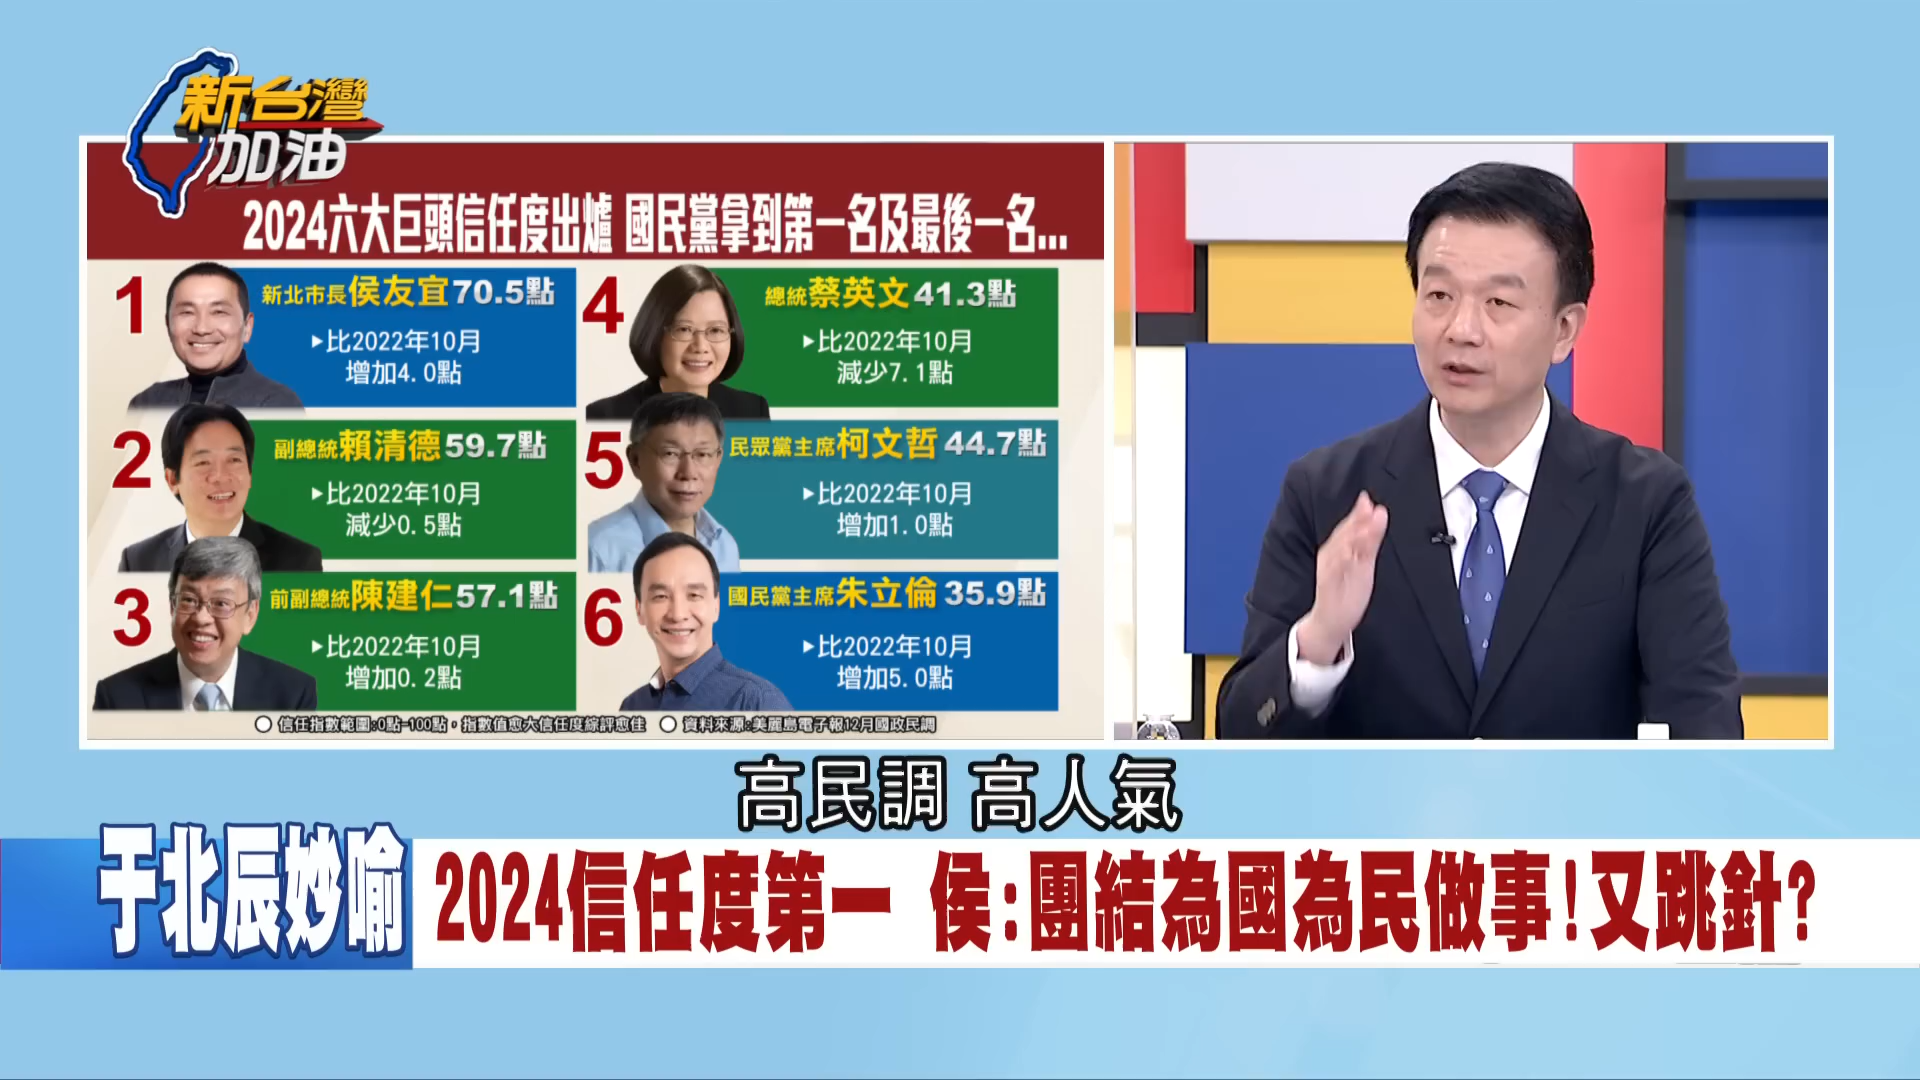 新台灣
加油
2024六大巨頭信任度出爐 國民黨拿到第一名及最後一名...
1
新北市長侯友宜70.5點
▶比2022年10月
增加4.0點
2
副總統賴清德59.7點
▶比2022年10月
減少0.5點
3
前副總統陳建仁57.1點
▶比2022年10月
增加0.2點
4
總統蔡英文41.3點
▶比2022年10月
減少7.1點
5
民眾黨主席柯文哲44.7點
▶比2022年10月
增加1.0點
6
國民黨主席朱立倫35.9點
▶比2022年10月
增加5.0點
○ 信任指數範圍:0點-100點,指數值愈大信任度綜評愈佳 ○ 資料來源:美麗島電子報12月國政民調
高民調 高人氣
于北辰妙喻
2024信任度第一 侯:團結為國為民做事!又跳針?